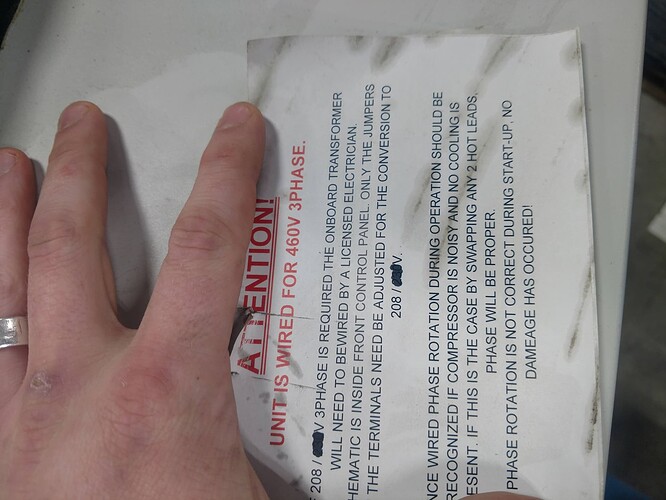 ATTENTION!
UNIT IS WIRED FOR 460V 3PHASE.
208 / V 3PHASE IS REQUIRED THE ONBOARD TRANSFORMER
WILL NEED TO BEWIRED BY A LICENSED ELECTRICIAN.
HEMATIC IS INSIDE FRONT CONTROL PANEL. ONLY THE JUMPERS
THE TERMINALS NEED BE ADJUSTED FOR THE CONVERSION TO
208 / V.
NCE WIRED PHASE ROTATION DURING OPERATION SHOULD BE
RECOGNIZED IF COMPRESSOR IS NOISY AND NO COOLING IS
ESENT. IF THIS IS THE CASE BY SWAPPING ANY 2 HOT LEADS,
PHASE WILL BE PROPER.
PHASE ROTATION IS NOT CORRECT DURING START-UP, NO
DAMEAGE HAS OCCURED!